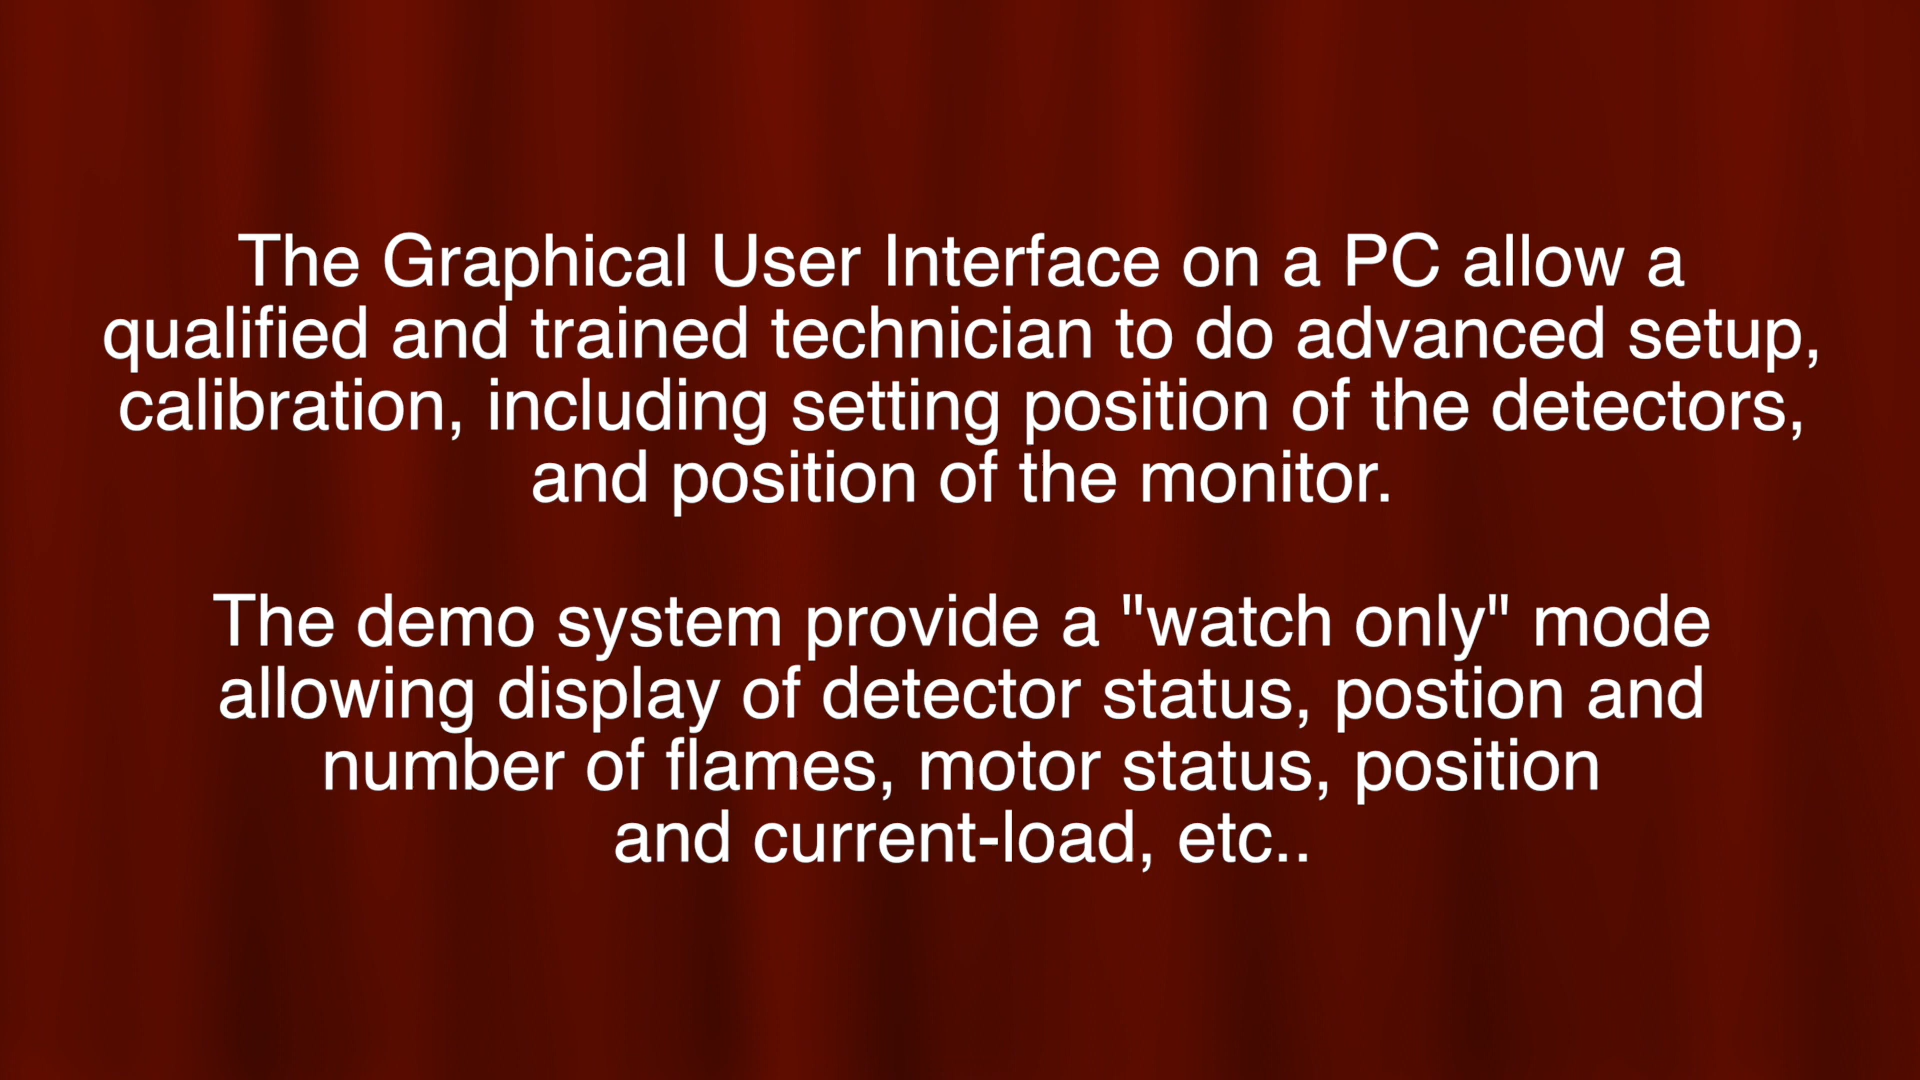 The Graphical User Interface on a PC allow a
qualified and trained technician to do advanced setup,
calibration, including setting position of the detectors,
and position of the monitor.
The demo system provide a "watch only" mode
allowing display of detector status, postion and
number of flames, motor status, position
and current-load, etc..